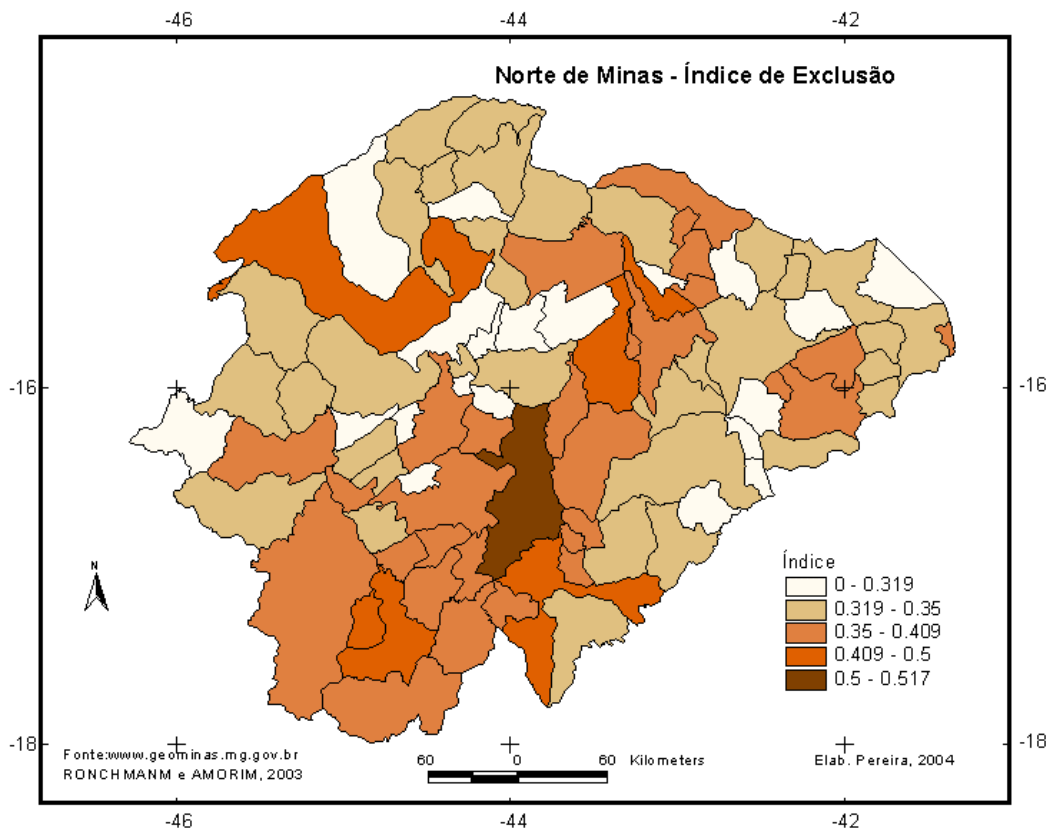 -46 -44 -42
Norte de Minas - Índice de Exclusão
-16 -16
N
Índice
0 - 0.319
0.319 - 0.35
0.35 - 0.409
0.409 - 0.5
0.5 - 0.517
-18 -18
Fonte:www.geominas.mg.gov.br
RONCHMANM e AMORIM, 2003
60 0 60 Kilometers
Elab. Pereira, 2004
-46 -44 -42